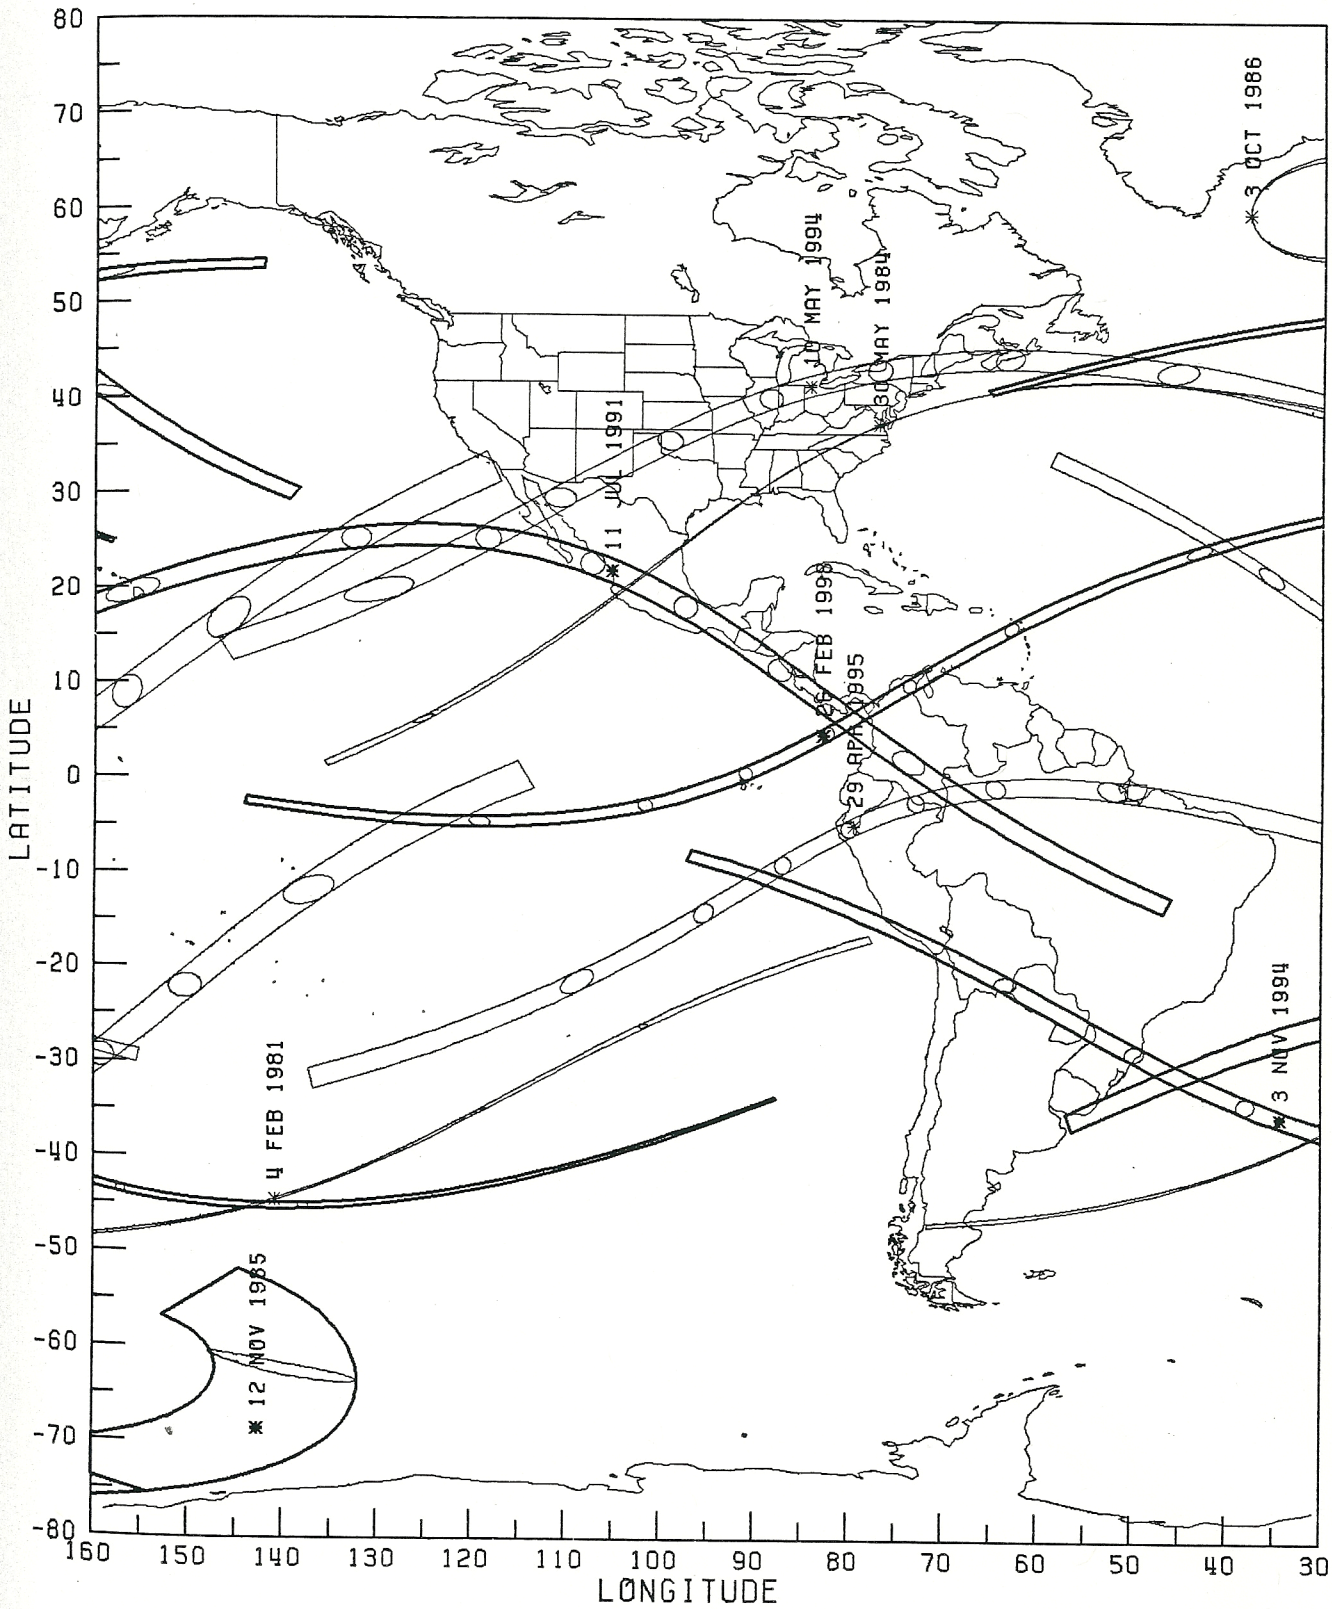 80
70
60
50
40
30
20
10
0
-10
-20
-30
-40
-50
-60
-70
-80
LATITUDE
160 150 140 130 120 110 100 90 80 70 60 50 40 30
LONGITUDE
3 OCT 1986
10 MAY 1994
30 MAY 1984
11 JUL 1991
26 FEB 1998
29 APR 1995
3 NOV 1994
4 FEB 1981
12 NOV 1985